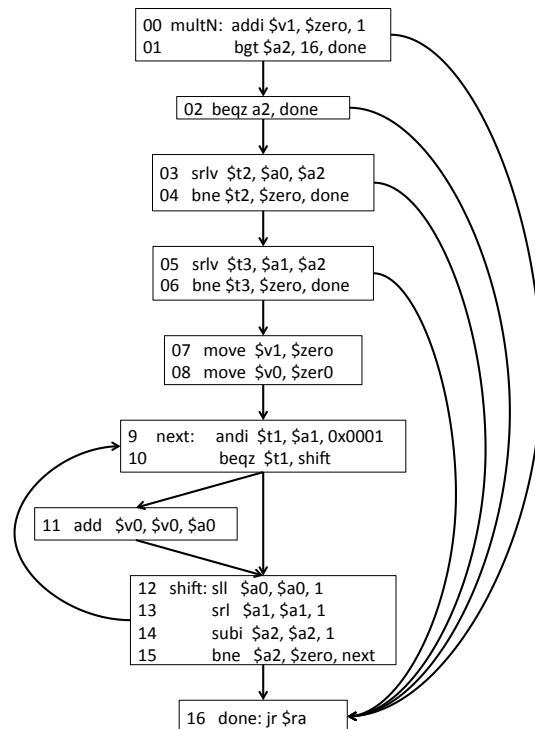 00 multN: addi $v1, $zero, 1
01 bgt $a2, 16, done
02 beqz a2, done
03 srlv $t2, $a0, $a2
04 bne $t2, $zero, done
05 srlv $t3, $a1, $a2
06 bne $t3, $zero, done
07 move $v1, $zero
08 move $v0, $zer0
9 next: andi $t1, $a1, 0x0001
10 beqz $t1, shift
11 add $v0, $v0, $a0
12 shift: sll $a0, $a0, 1
13 srl $a1, $a1, 1
14 subi $a2, $a2, 1
15 bne $a2, $zero, next
16 done: jr $ra